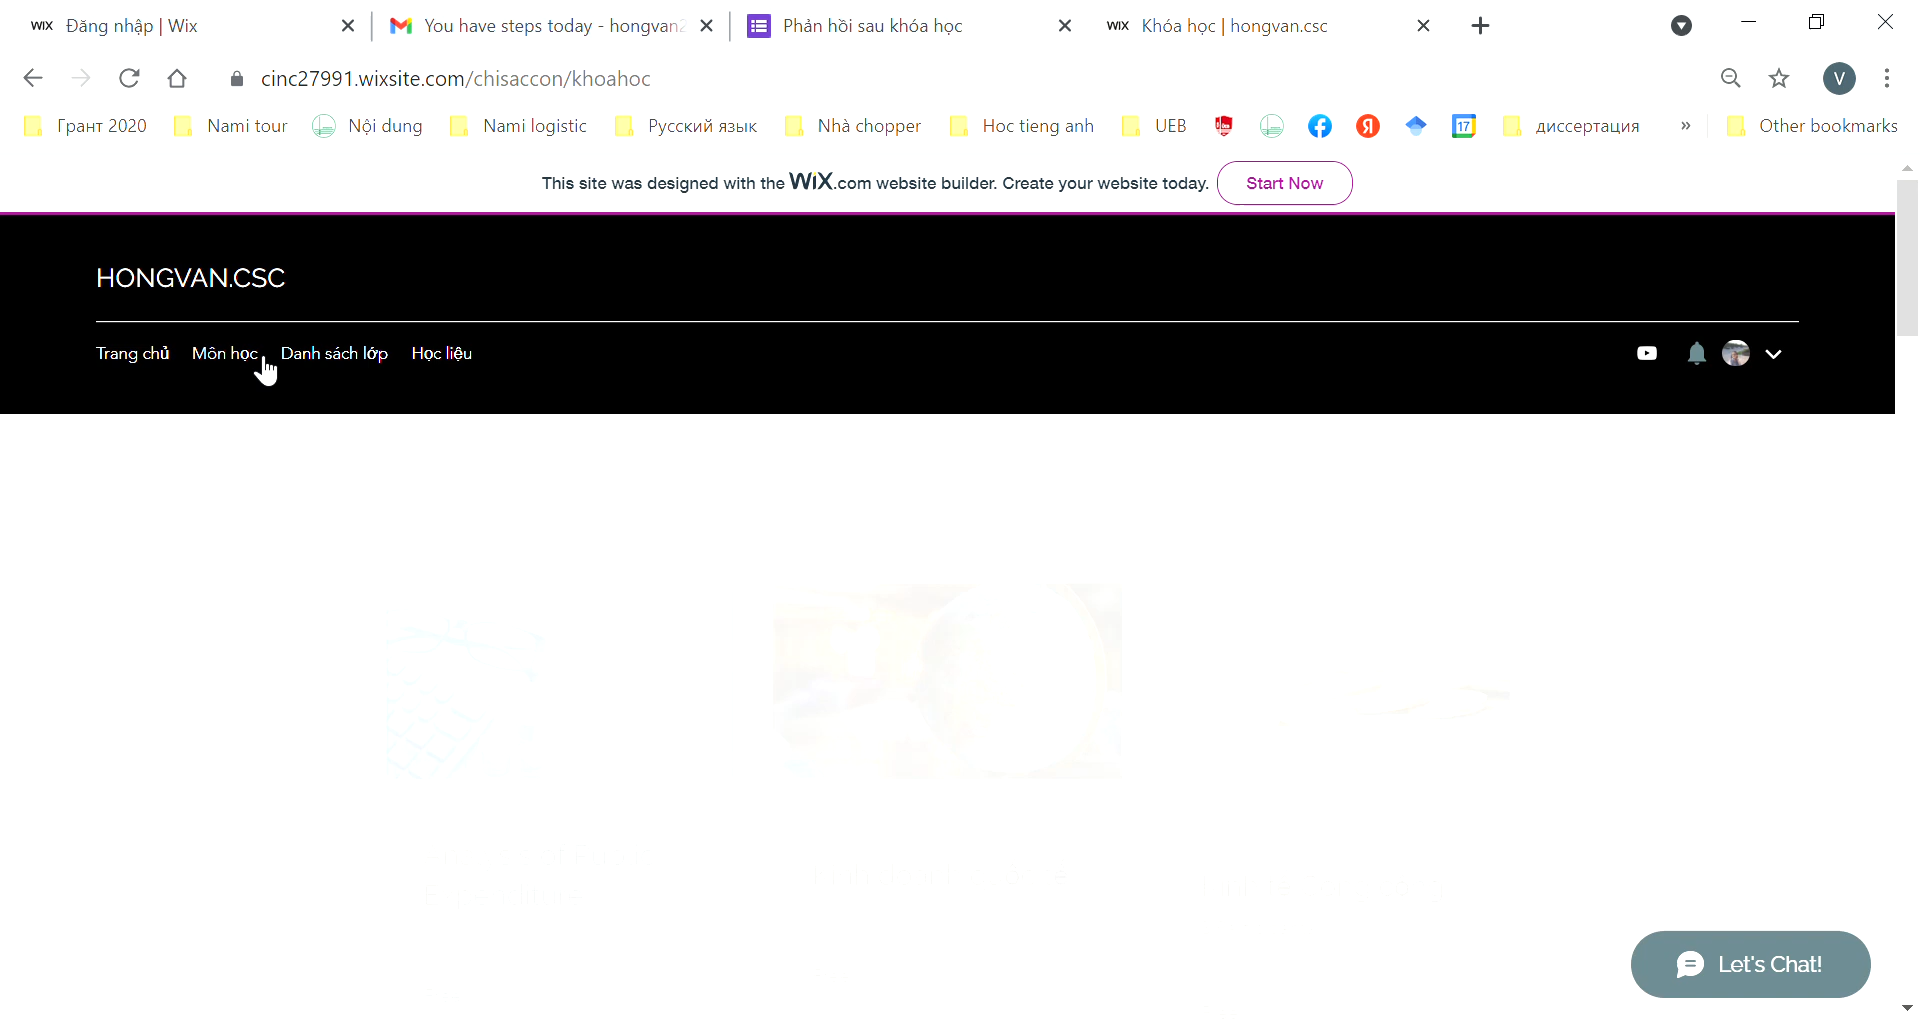 WIX Đăng nhập | Wix
You have steps today - hongvan2
Phản hồi sau khóa học
WIX Khóa học | hongvan.csc
cinc27991.wixsite.com/chisaccon/khoahoc
V
Грант 2020
Nami tour
Nội dung
Nami logistic
Русский язык
Nhà chopper
Hoc tieng anh
UEB
Я
17
диссертация
»
Other bookmarks
This site was designed with the WiX.com website builder. Create your website today.
Start Now
HONGVAN.CSC
Trang chủ
Môn học
Danh sách lớp
Học liệu
Let's Chat!